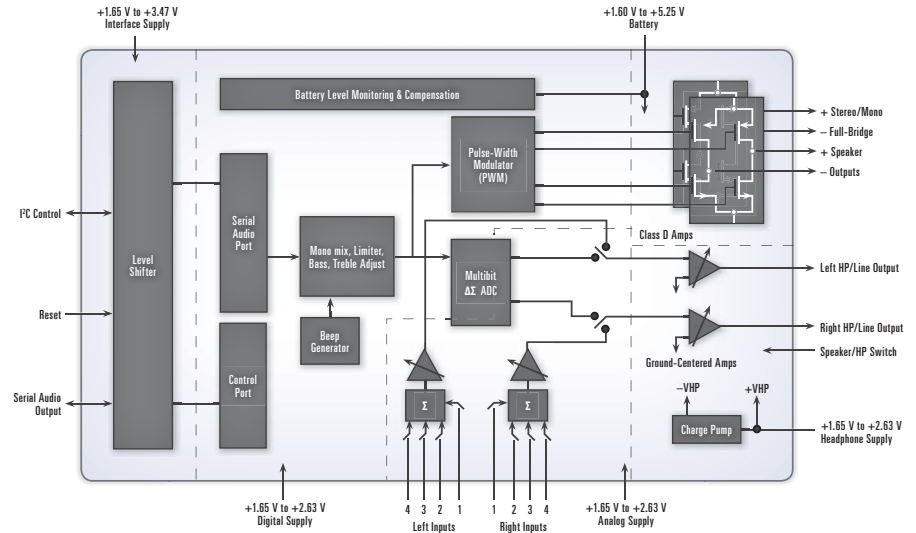 +1.65 V to +3.47 V
Interface Supply
+1.60 V to +5.25 V
Battery
Battery Level Monitoring & Compensation
Pulse-Width
Modulator
(PWM)
+ Stereo/Mono
– Full-Bridge
+ Speaker
– Outputs
Class D Amps
I²C Control
Reset
Serial Audio
Output
Level
Shifter
Serial
Audio
Port
Mono mix, Limiter,
Bass, Treble Adjust
Multibit
ΔΣ ADC
Beep
Generator
Control
Port
Left HP/Line Output
Right HP/Line Output
Speaker/HP Switch
Ground-Centered Amps
Σ
Σ
–VHP
+VHP
Charge Pump
+1.65 V to +2.63 V
Headphone Supply
4 3 2 1
Left Inputs
1 2 3 4
Right Inputs
+1.65 V to +2.63 V
Digital Supply
+1.65 V to +2.63 V
Analog Supply